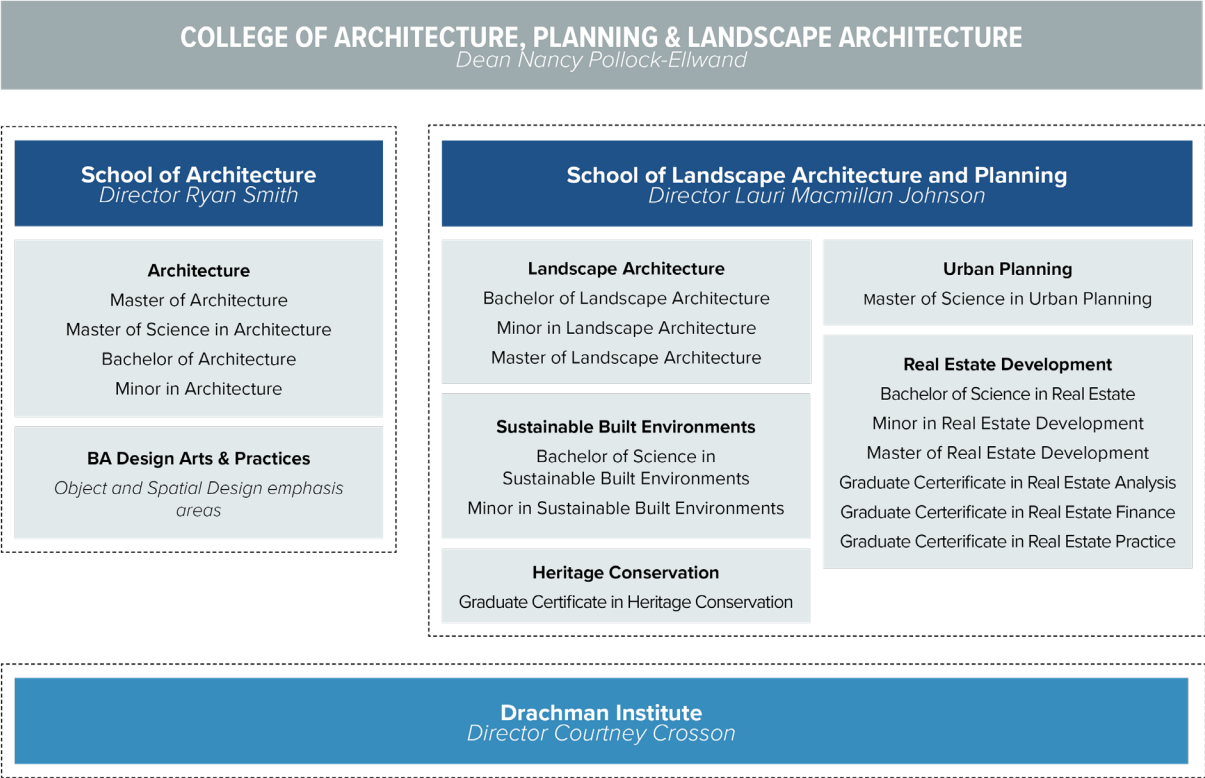 COLLEGE OF ARCHITECTURE, PLANNING & LANDSCAPE ARCHITECTURE
Dean Nancy Pollock-Ellwand
School of Architecture
Director Ryan Smith
Architecture
Master of Architecture
Master of Science in Architecture
Bachelor of Architecture
Minor in Architecture
BA Design Arts & Practices
Object and Spatial Design emphasis
areas
School of Landscape Architecture and Planning
Director Lauri Macmillan Johnson
Landscape Architecture
Bachelor of Landscape Architecture
Minor in Landscape Architecture
Master of Landscape Architecture
Sustainable Built Environments
Bachelor of Science in
Sustainable Built Environments
Minor in Sustainable Built Environments
Heritage Conservation
Graduate Certificate in Heritage Conservation
Urban Planning
Master of Science in Urban Planning
Real Estate Development
Bachelor of Science in Real Estate
Minor in Real Estate Development
Master of Real Estate Development
Graduate Certerificate in Real Estate Analysis
Graduate Certerificate in Real Estate Finance
Graduate Certerificate in Real Estate Practice
Drachman Institute
Director Courtney Crosson